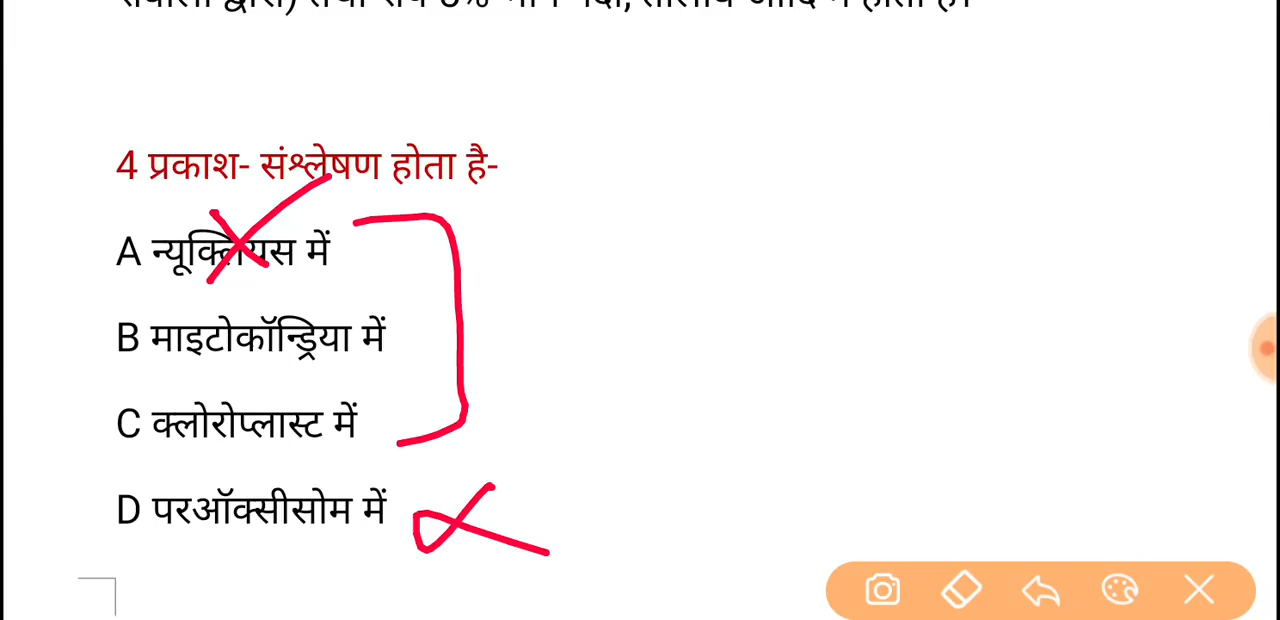 4 प्रकाश- संश्लेषण होता है-
A न्यूक्लियस में
B माइटोकॉन्ड्रिया में
C क्लोरोप्लास्ट में
D परऑक्सीसोम में